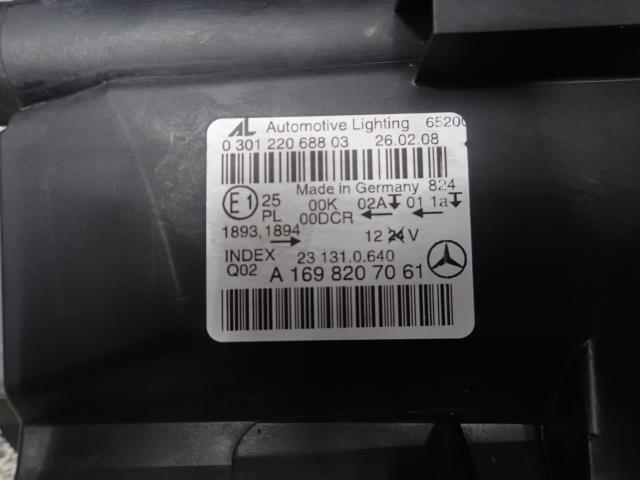 AL Automotive Lighting 65200
0 301 220 688 03 26.02.08
Made in Germany 824
E1 25 00K 02A 01 1a
PL 00DCR ← ←
1893, 1894 → 12 24 V
INDEX 23 131.0.640
Q02 A 169 820 70 61